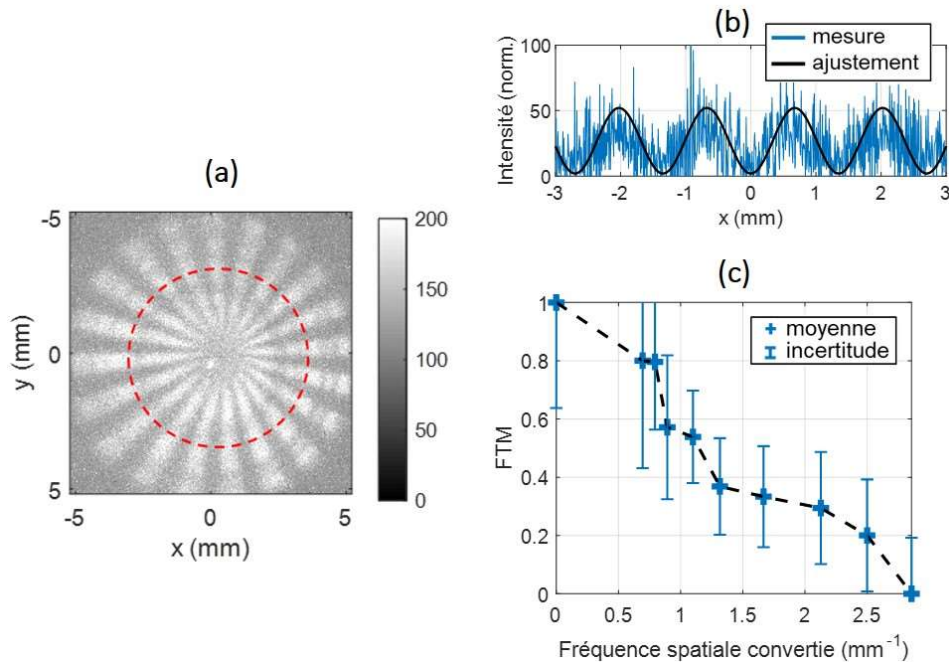 (a)
-5
0
5
y (mm)
-5 0 5
x (mm)
200
150
100
50
0
(b)
Intensité (norm.)
100
50
0
mesure
ajustement
-3 -2 -1 0 1 2 3
x (mm)
(c)
FTM
1
0.8
0.6
0.4
0.2
0
moyenne
incertitude
0 0.5 1 1.5 2 2.5
Fréquence spatiale convertie (mm⁻¹)